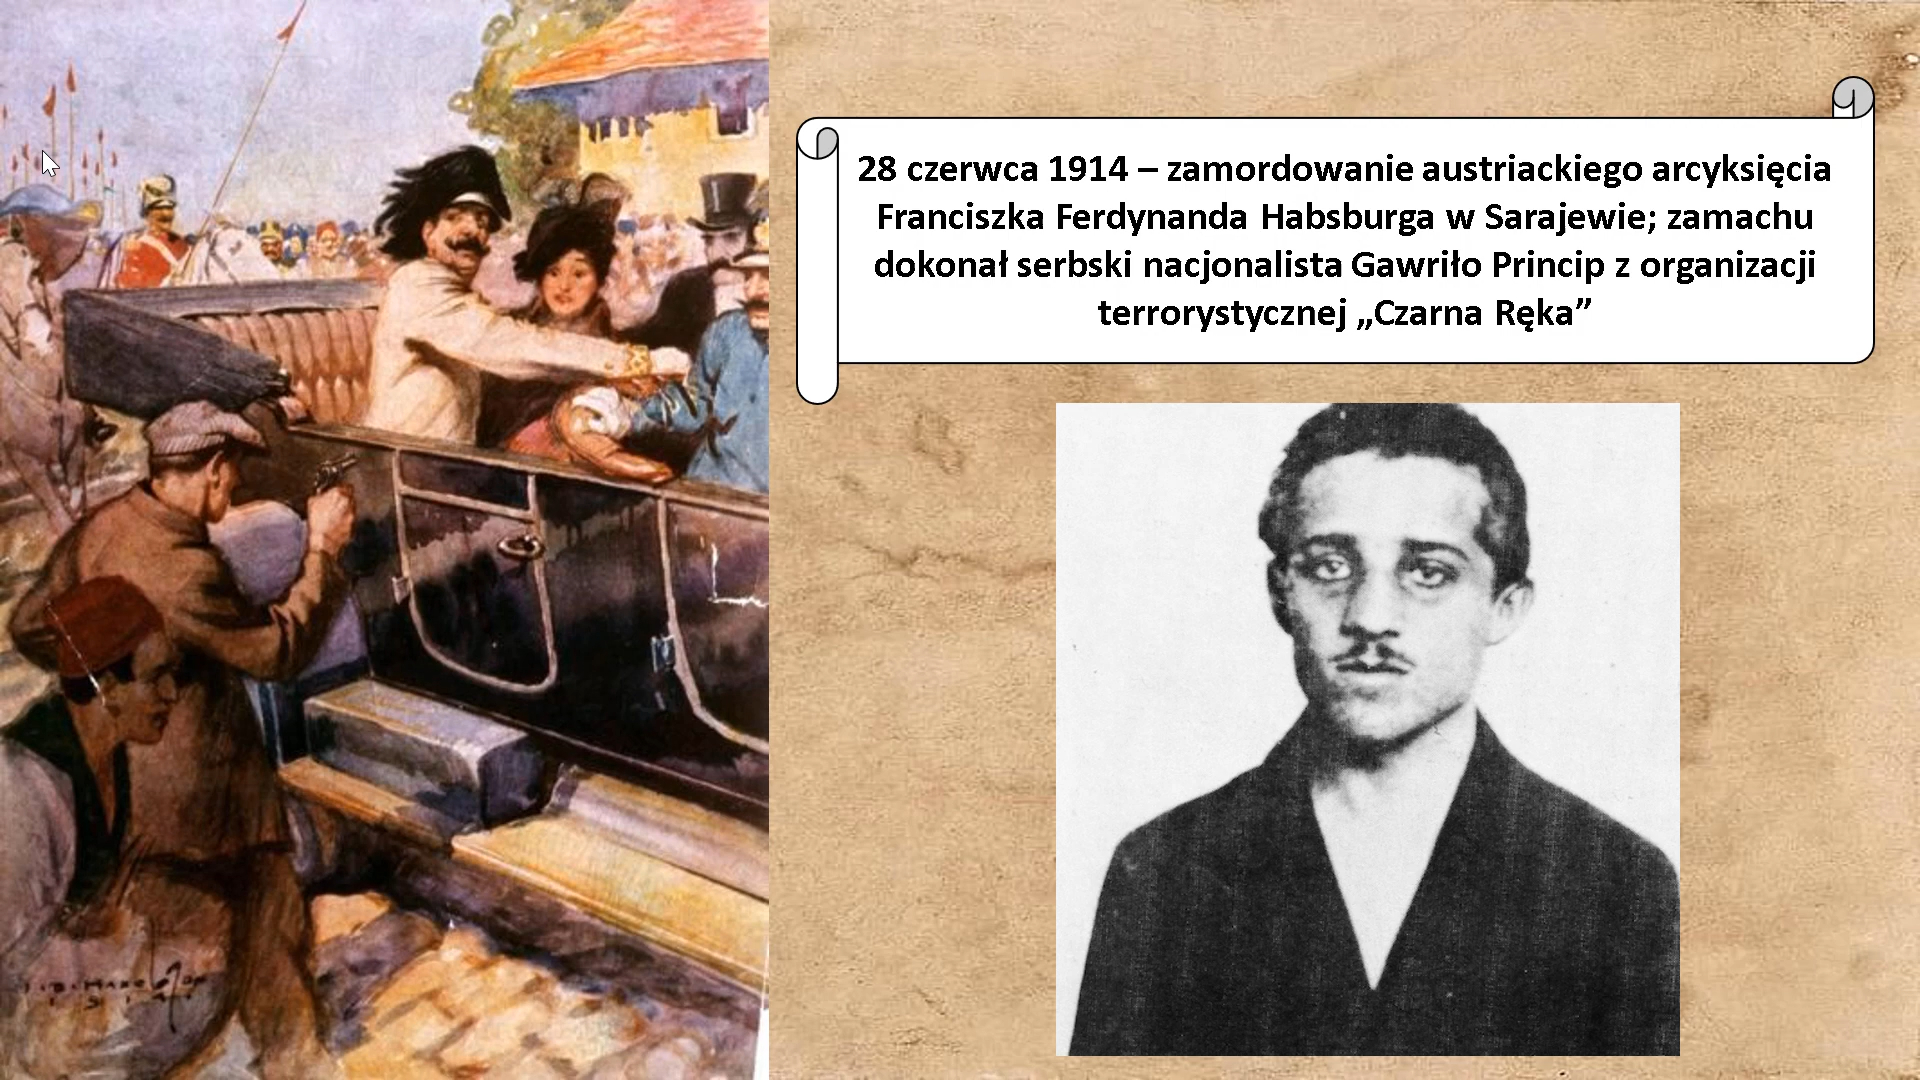 28 czerwca 1914 – zamordowanie austriackiego arcyksięcia
Franciszka Ferdynanda Habsburga w Sarajewie; zamachu
dokonał serbski nacjonalista Gawriło Princip z organizacji
terrorystycznej „Czarna Ręka”